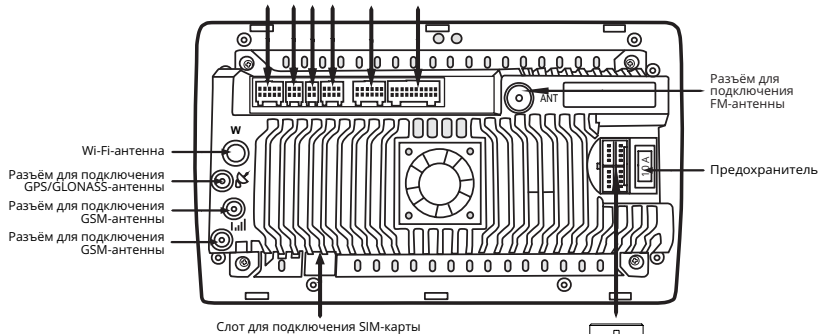 Разъём для
подключения
FM-антенны
ANT
W
Wi-Fi-антенна
10 A
Предохранитель
Разъём для подключения
GPS/GLONASS-антенны
Разъём для подключения
GSM-антенны
Разъём для подключения
GSM-антенны
Слот для подключения SIM-карты